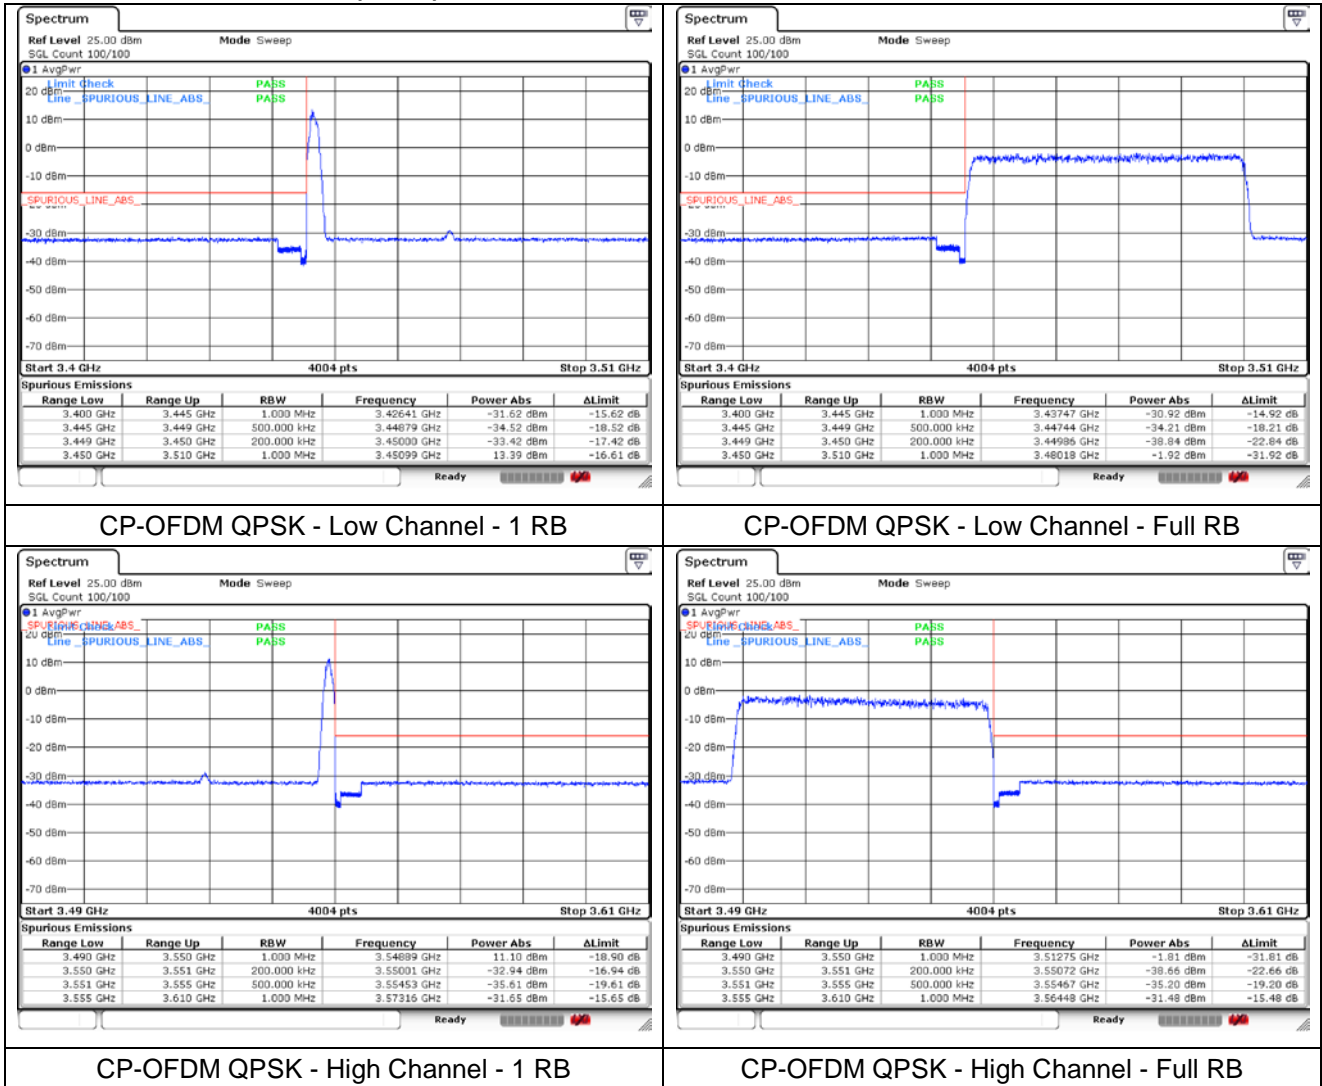 Spectrum
Ref Level 25.00 dBm Mode Sweep
SGL Count 100/100
1 AvgPwr
Limit Check PASS
20 dBm
Line _SPURIOUS_LINE_ABS_ PASS
10 dBm
0 dBm
-10 dBm
_SPURIOUS_LINE_ABS_
-20 dBm
-30 dBm
-40 dBm
-50 dBm
-60 dBm
-70 dBm
Start 3.4 GHz 4004 pts Stop 3.51 GHz
Spurious Emissions
Range Low Range Up RBW Frequency Power Abs ΔLimit
3.400 GHz 3.445 GHz 1.000 MHz 3.42641 GHz -31.62 dBm -15.62 dB
3.445 GHz 3.449 GHz 500.000 kHz 3.44879 GHz -34.52 dBm -18.52 dB
3.449 GHz 3.450 GHz 200.000 kHz 3.45000 GHz -33.42 dBm -17.42 dB
3.450 GHz 3.510 GHz 1.000 MHz 3.45099 GHz 13.39 dBm -16.61 dB
Ready
CP-OFDM QPSK - Low Channel - 1 RB
Spectrum
Ref Level 25.00 dBm Mode Sweep
SGL Count 100/100
1 AvgPwr
Limit Check PASS
20 dBm
Line _SPURIOUS_LINE_ABS_ PASS
10 dBm
0 dBm
-10 dBm
_SPURIOUS_LINE_ABS_
-20 dBm
-30 dBm
-40 dBm
-50 dBm
-60 dBm
-70 dBm
Start 3.4 GHz 4004 pts Stop 3.51 GHz
Spurious Emissions
Range Low Range Up RBW Frequency Power Abs ΔLimit
3.400 GHz 3.445 GHz 1.000 MHz 3.43747 GHz -30.92 dBm -14.92 dB
3.445 GHz 3.449 GHz 500.000 kHz 3.44744 GHz -34.21 dBm -18.21 dB
3.449 GHz 3.450 GHz 200.000 kHz 3.44986 GHz -38.84 dBm -22.84 dB
3.450 GHz 3.510 GHz 1.000 MHz 3.48018 GHz -1.92 dBm -31.92 dB
Ready
CP-OFDM QPSK - Low Channel - Full RB
Spectrum
Ref Level 25.00 dBm Mode Sweep
SGL Count 100/100
1 AvgPwr
_SPURIOUS_LINE_ABS_
Limit Check PASS
20 dBm
Line _SPURIOUS_LINE_ABS_ PASS
10 dBm
0 dBm
-10 dBm
-20 dBm
-30 dBm
-40 dBm
-50 dBm
-60 dBm
-70 dBm
Start 3.49 GHz 4004 pts Stop 3.61 GHz
Spurious Emissions
Range Low Range Up RBW Frequency Power Abs ΔLimit
3.490 GHz 3.550 GHz 1.000 MHz 3.54889 GHz 11.10 dBm -18.90 dB
3.550 GHz 3.551 GHz 200.000 kHz 3.55001 GHz -32.94 dBm -16.94 dB
3.551 GHz 3.555 GHz 500.000 kHz 3.55453 GHz -35.61 dBm -19.61 dB
3.555 GHz 3.610 GHz 1.000 MHz 3.57316 GHz -31.65 dBm -15.65 dB
Ready
CP-OFDM QPSK - High Channel - 1 RB
Spectrum
Ref Level 25.00 dBm Mode Sweep
SGL Count 100/100
1 AvgPwr
_SPURIOUS_LINE_ABS_
Limit Check PASS
20 dBm
Line _SPURIOUS_LINE_ABS_ PASS
10 dBm
0 dBm
-10 dBm
-20 dBm
-30 dBm
-40 dBm
-50 dBm
-60 dBm
-70 dBm
Start 3.49 GHz 4004 pts Stop 3.61 GHz
Spurious Emissions
Range Low Range Up RBW Frequency Power Abs ΔLimit
3.490 GHz 3.550 GHz 1.000 MHz 3.51275 GHz -1.81 dBm -31.81 dB
3.550 GHz 3.551 GHz 200.000 kHz 3.55072 GHz -38.66 dBm -22.66 dB
3.551 GHz 3.555 GHz 500.000 kHz 3.55467 GHz -35.20 dBm -19.20 dB
3.555 GHz 3.610 GHz 1.000 MHz 3.56448 GHz -31.48 dBm -15.48 dB
Ready
CP-OFDM QPSK - High Channel - Full RB